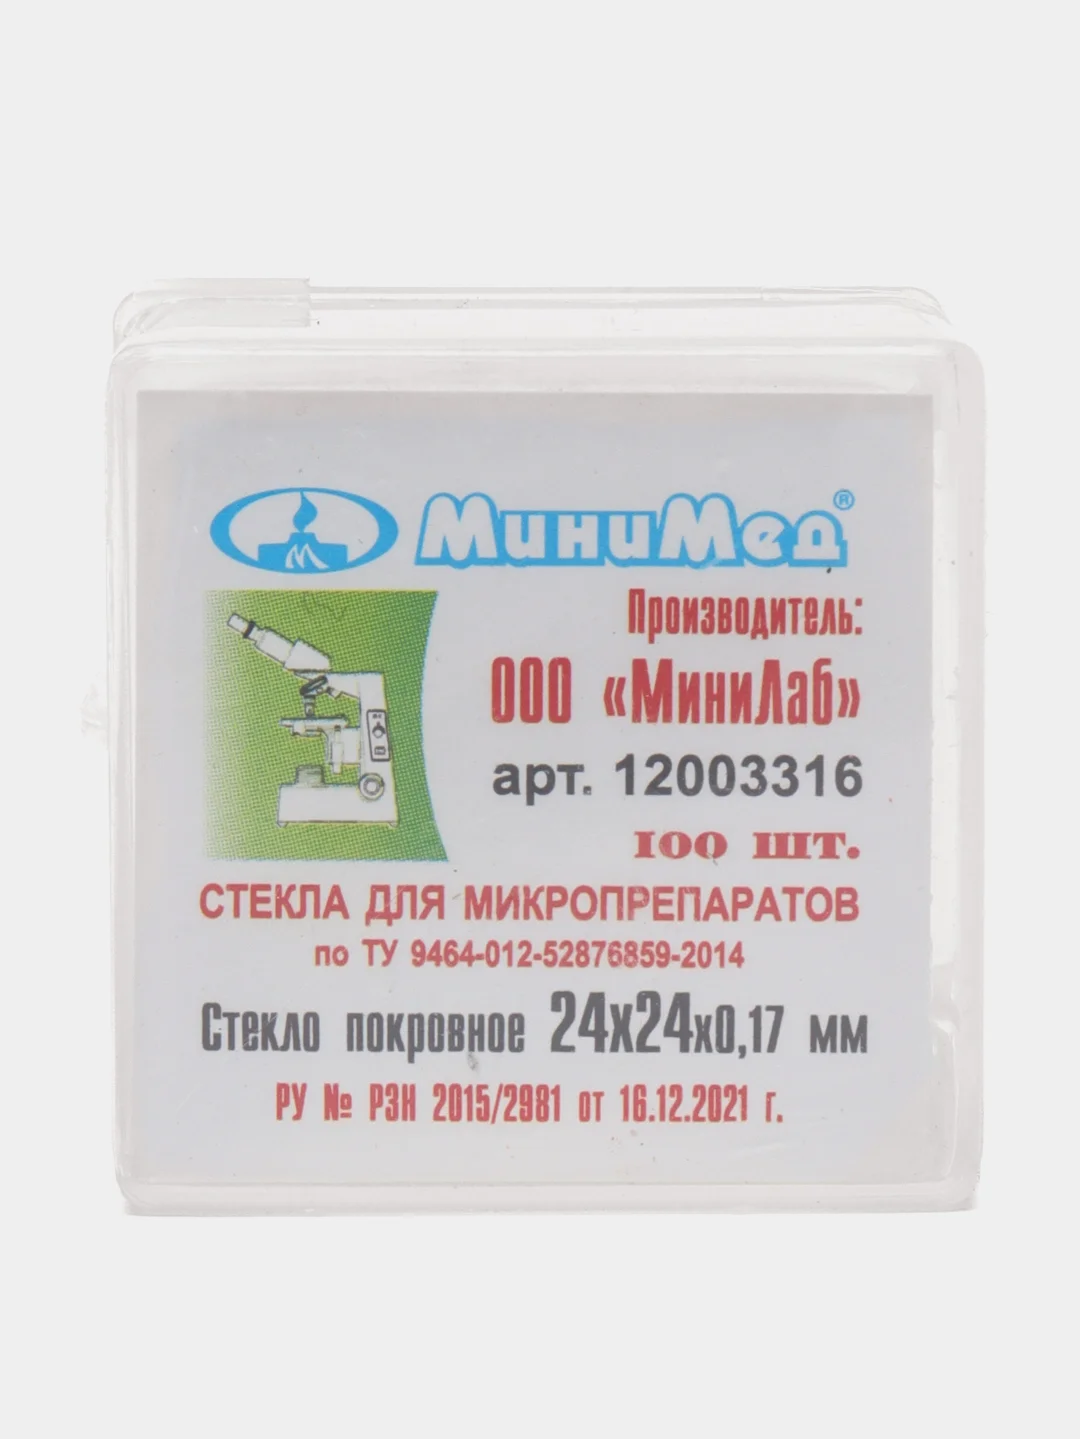 МиниМед®
М
Производитель:
ООО «МиниЛаб»
арт. 12003316
100 шт.
СТЕКЛА ДЛЯ МИКРОПРЕПАРАТОВ
по ТУ 9464-012-52876859-2014
Стекло покровное 24х24х0,17 мм
РУ № РЗН 2015/2981 от 16.12.2021 г.